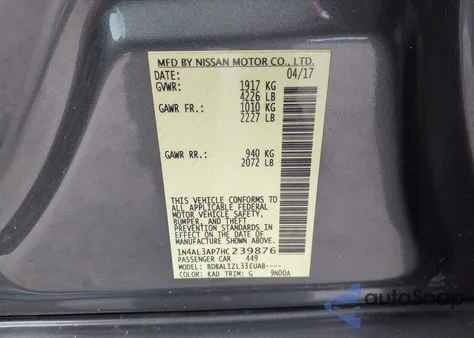 MFD BY NISSAN MOTOR CO., LTD.
DATE: 04/17
GVWR: 1917 KG
4226 LB
GAWR FR.: 1010 KG
2227 LB
GAWR RR.: 940 KG
2072 LB
THIS VEHICLE CONFORMS TO
ALL APPLICABLE FEDERAL
MOTOR VEHICLE SAFETY,
BUMPER, AND THEFT
PREVENTION STANDARDS
IN EFFECT ON THE DATE OF
MANUFACTURE SHOWN ABOVE.
1N4AL3AP7HC239876
PASSENGER CAR 449
MODEL: BDBALIZL33EUAB----
COLOR: KAD TRIM: G 9N00A
autoSnap